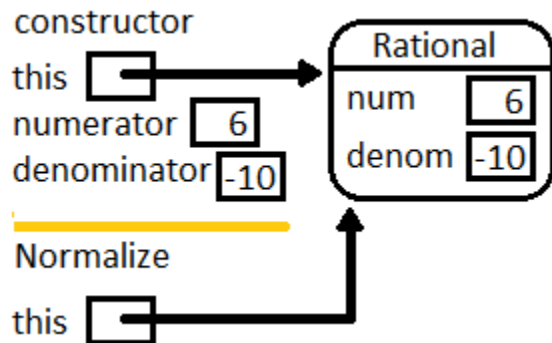 constructor
this
numerator 6
denominator -10
Rational
num 6
denom -10
Normalize
this